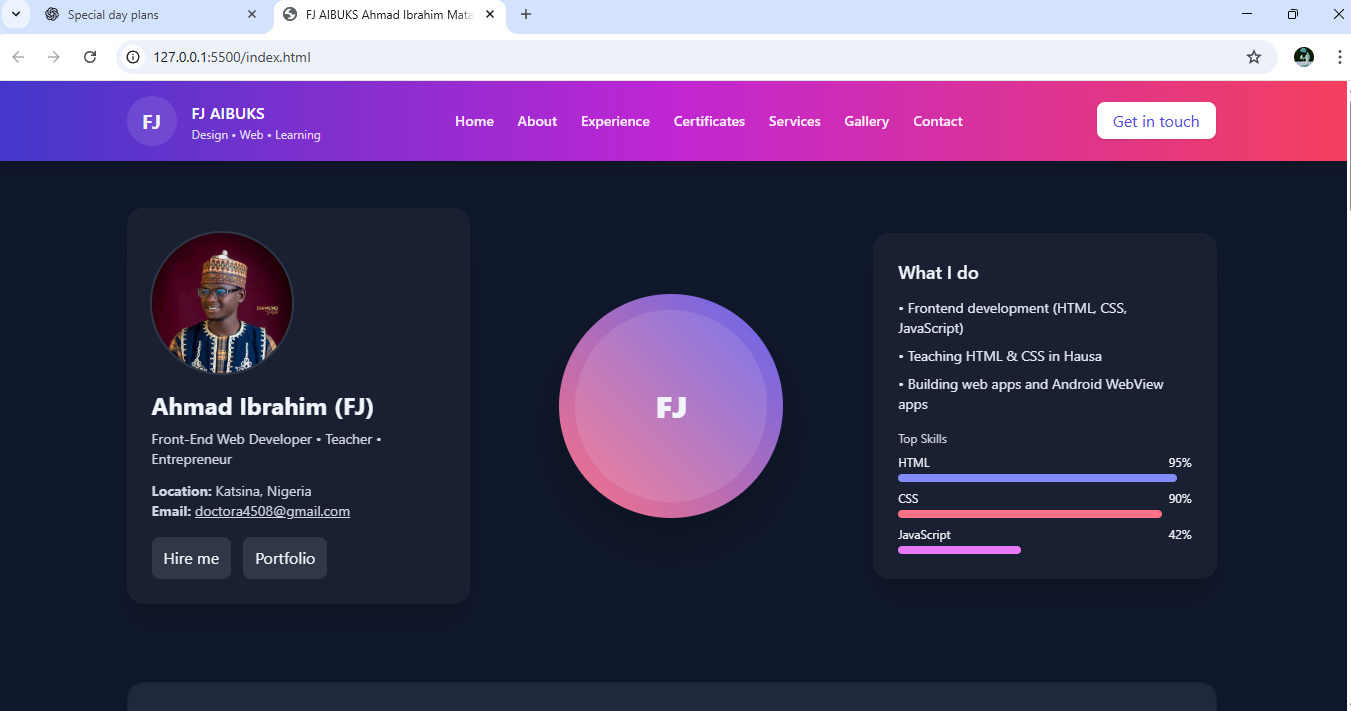 Special day plans
FJ AIBUKS Ahmad Ibrahim Mata
127.0.0.1:5500/index.html
FJ
FJ AIBUKS
Design • Web • Learning
Home
About
Experience
Certificates
Services
Gallery
Contact
Get in touch
Ahmad Ibrahim (FJ)
Front-End Web Developer • Teacher •
Entrepreneur
Location: Katsina, Nigeria
Email: doctora4508@gmail.com
Hire me
Portfolio
FJ
What I do
• Frontend development (HTML, CSS,
JavaScript)
• Teaching HTML & CSS in Hausa
• Building web apps and Android WebView
apps
Top Skills
HTML 95%
CSS 90%
JavaScript 42%